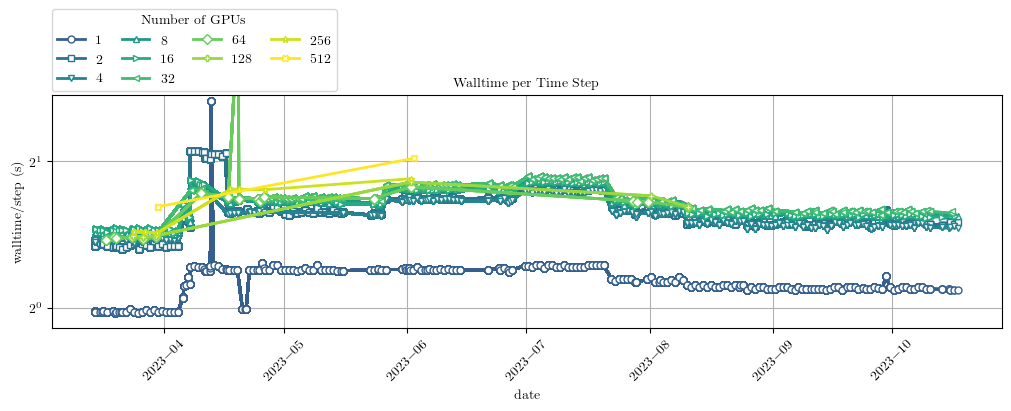 Number of GPUs
1 8 64 256
2 16 128 512
4 32
Walltime per Time Step
walltime/step (s)
2^1
2^0
2023−04
2023−05
2023−06
2023−07
2023−08
2023−09
2023−10
date